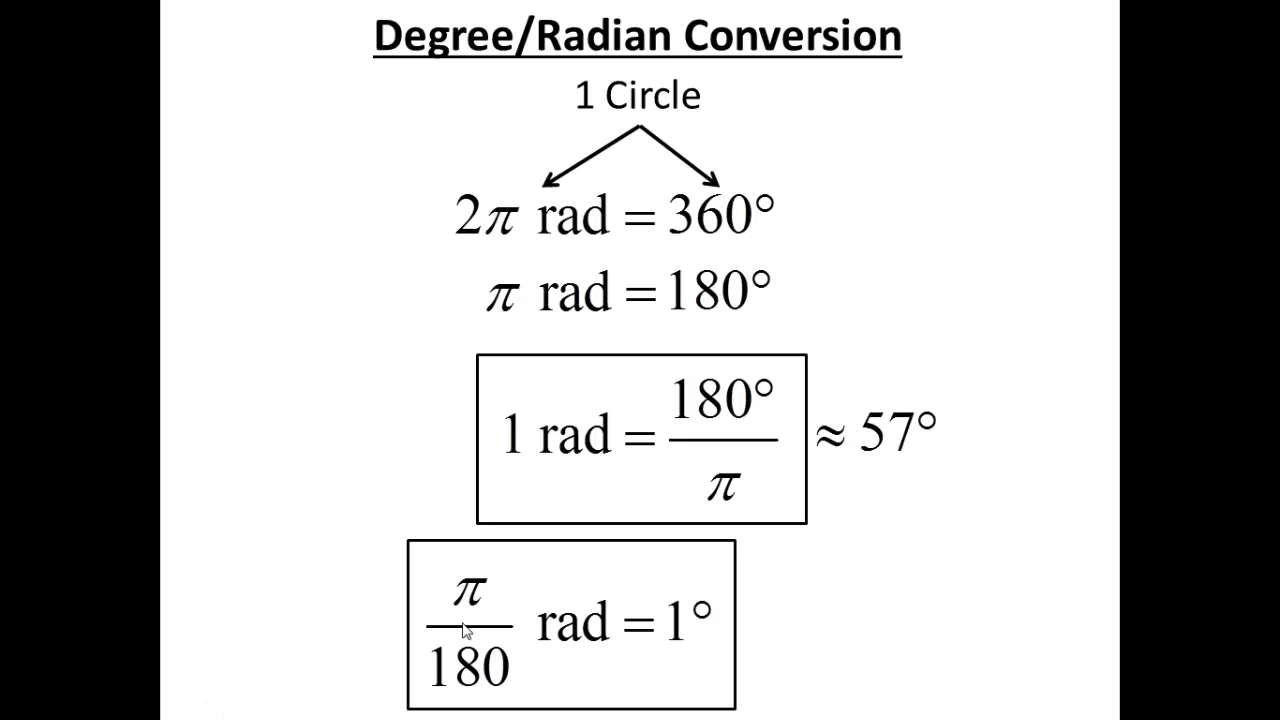 Degree/Radian Conversion
1 Circle
2π rad = 360°
π rad = 180°
1 rad = 180°/π ≈ 57°
π/180 rad = 1°